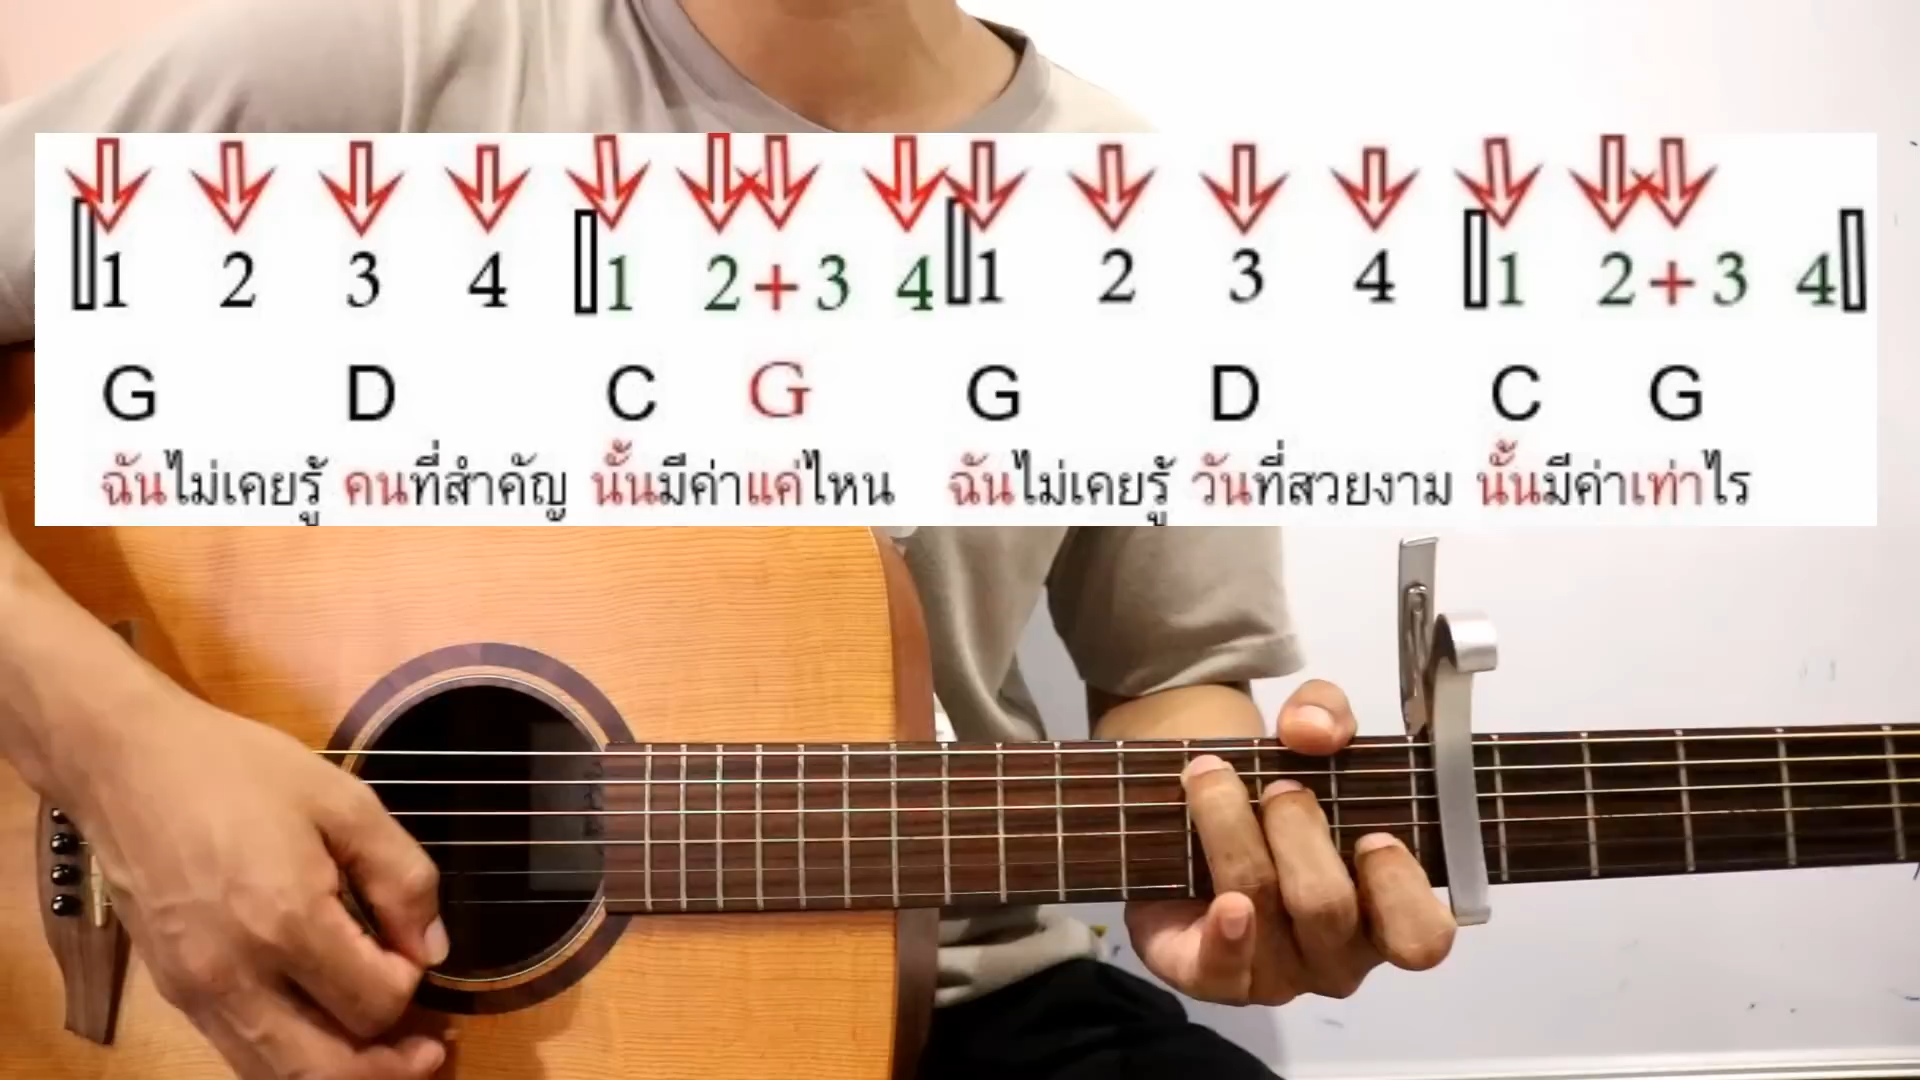 1 2 3 4 1 2 + 3 4 1 2 3 4 1 2 + 3 4
G D C G G D C G
ฉันไม่เคยรู้ คนที่สำคัญ นั้นมีค่าแค่ไหน ฉันไม่เคยรู้ วันที่สวยงาม นั้นมีค่าเท่าไร